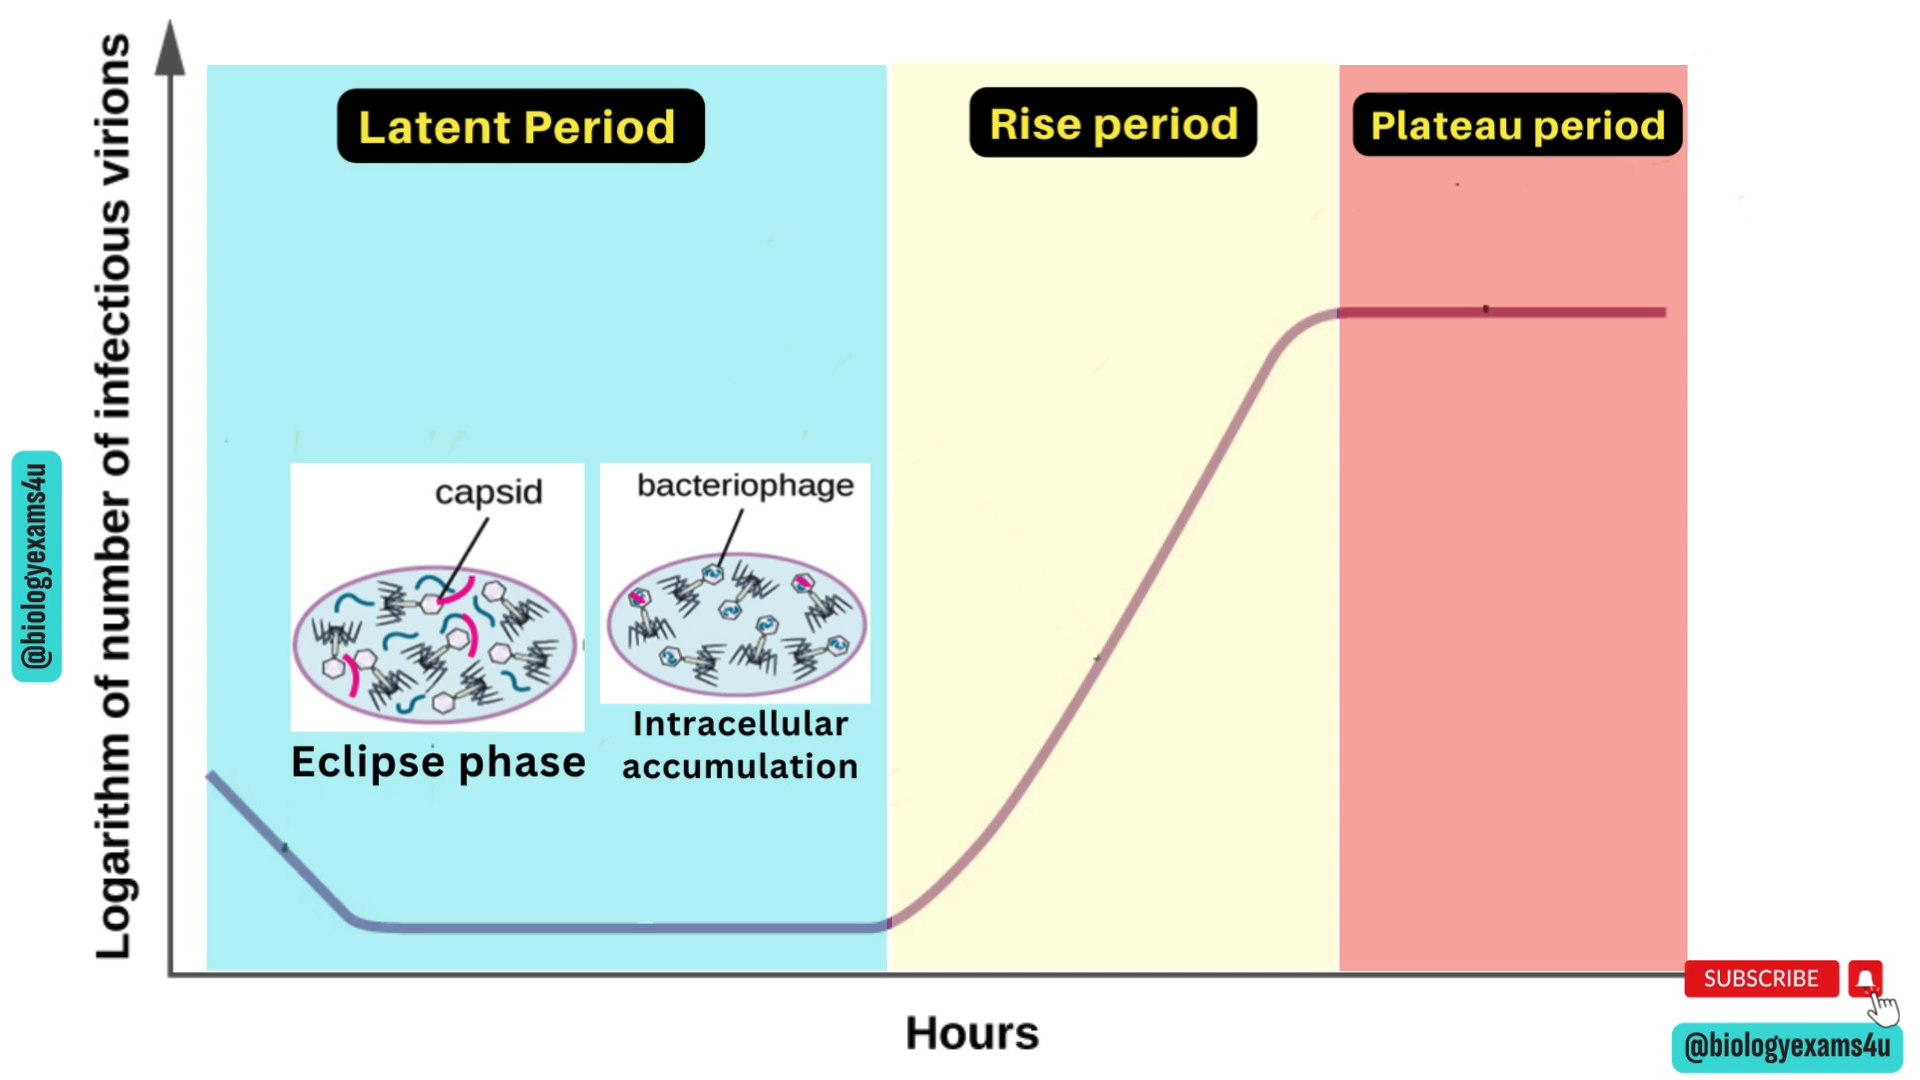 Latent Period
Rise period
Plateau period
Logarithm of number of infectious virions
@biologyexams4u
capsid
bacteriophage
Eclipse phase
Intracellular
accumulation
Hours
SUBSCRIBE
@biologyexams4u